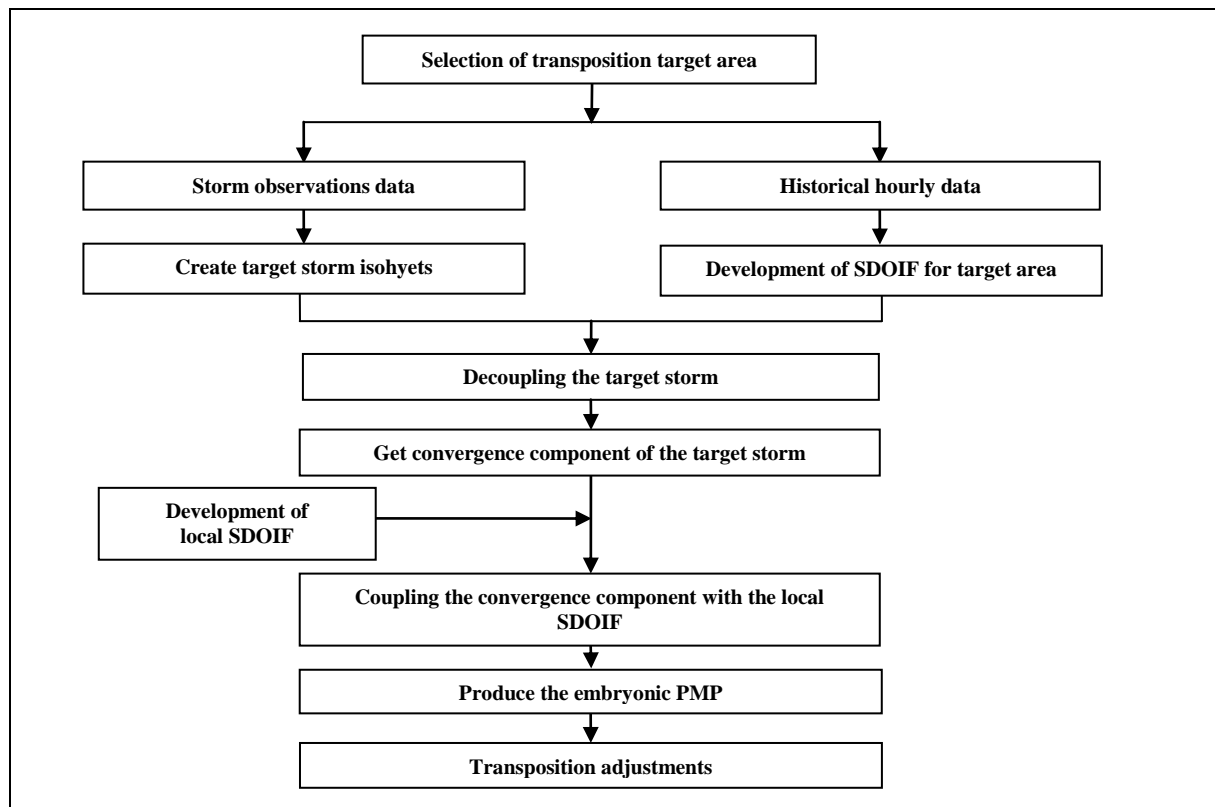 Selection of transposition target area
Storm observations data
Historical hourly data
Create target storm isohyets
Development of SDOIF for target area
Decoupling the target storm
Get convergence component of the target storm
Development of
local SDOIF
Coupling the convergence component with the local
SDOIF
Produce the embryonic PMP
Transposition adjustments